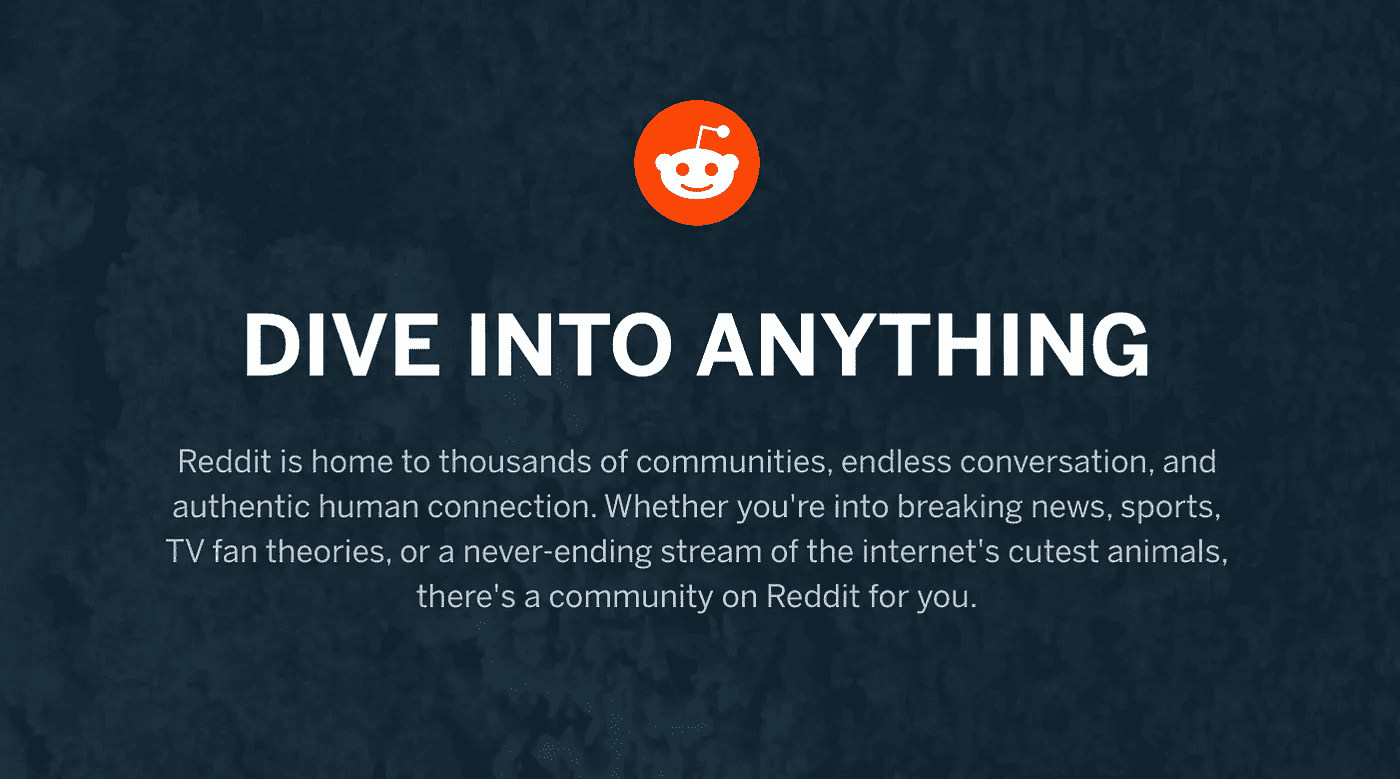 DIVE INTO ANYTHING
Reddit is home to thousands of communities, endless conversation, and
authentic human connection. Whether you're into breaking news, sports,
TV fan theories, or a never-ending stream of the internet's cutest animals,
there's a community on Reddit for you.